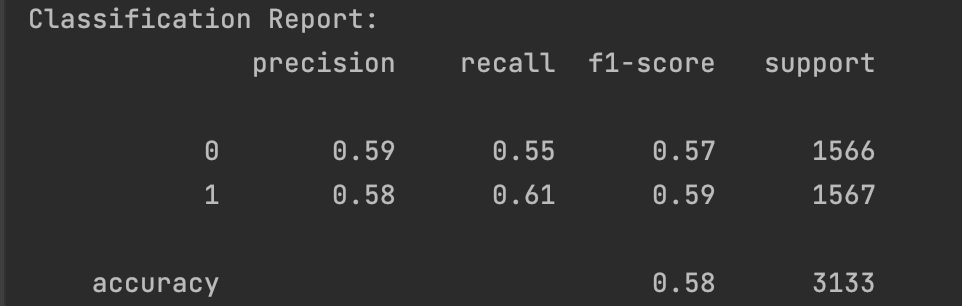 Classification Report:
precision recall f1-score support
0 0.59 0.55 0.57 1566
1 0.58 0.61 0.59 1567
accuracy 0.58 3133